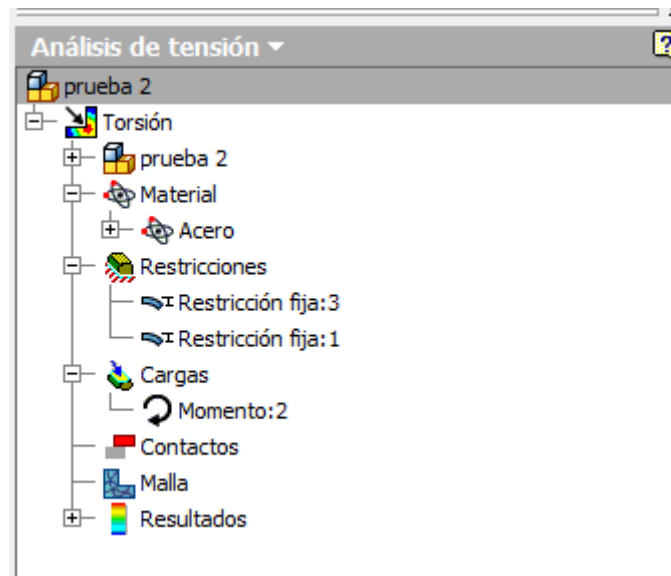 Análisis de tensión
?
prueba 2
Torsión
prueba 2
Material
Acero
Restricciones
Restricción fija:3
Restricción fija:1
Cargas
Momento:2
Contactos
Malla
Resultados